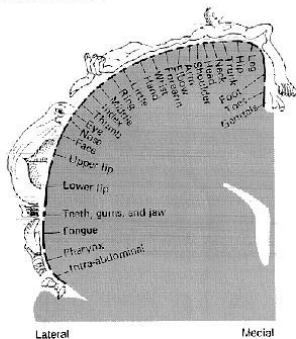 Genitals
Toes
Foot
Leg
Hip
Trunk
Neck
Head
Shoulder
Arm
Elbow
Forearm
Wrist
Hand
Little
Ring
Middle
Index
Thumb
Eye
Nose
Face
Upper lip
Lower lip
Teeth, gums, and jaw
Tongue
Pharynx
Intra-abdominal
Lateral
Medial